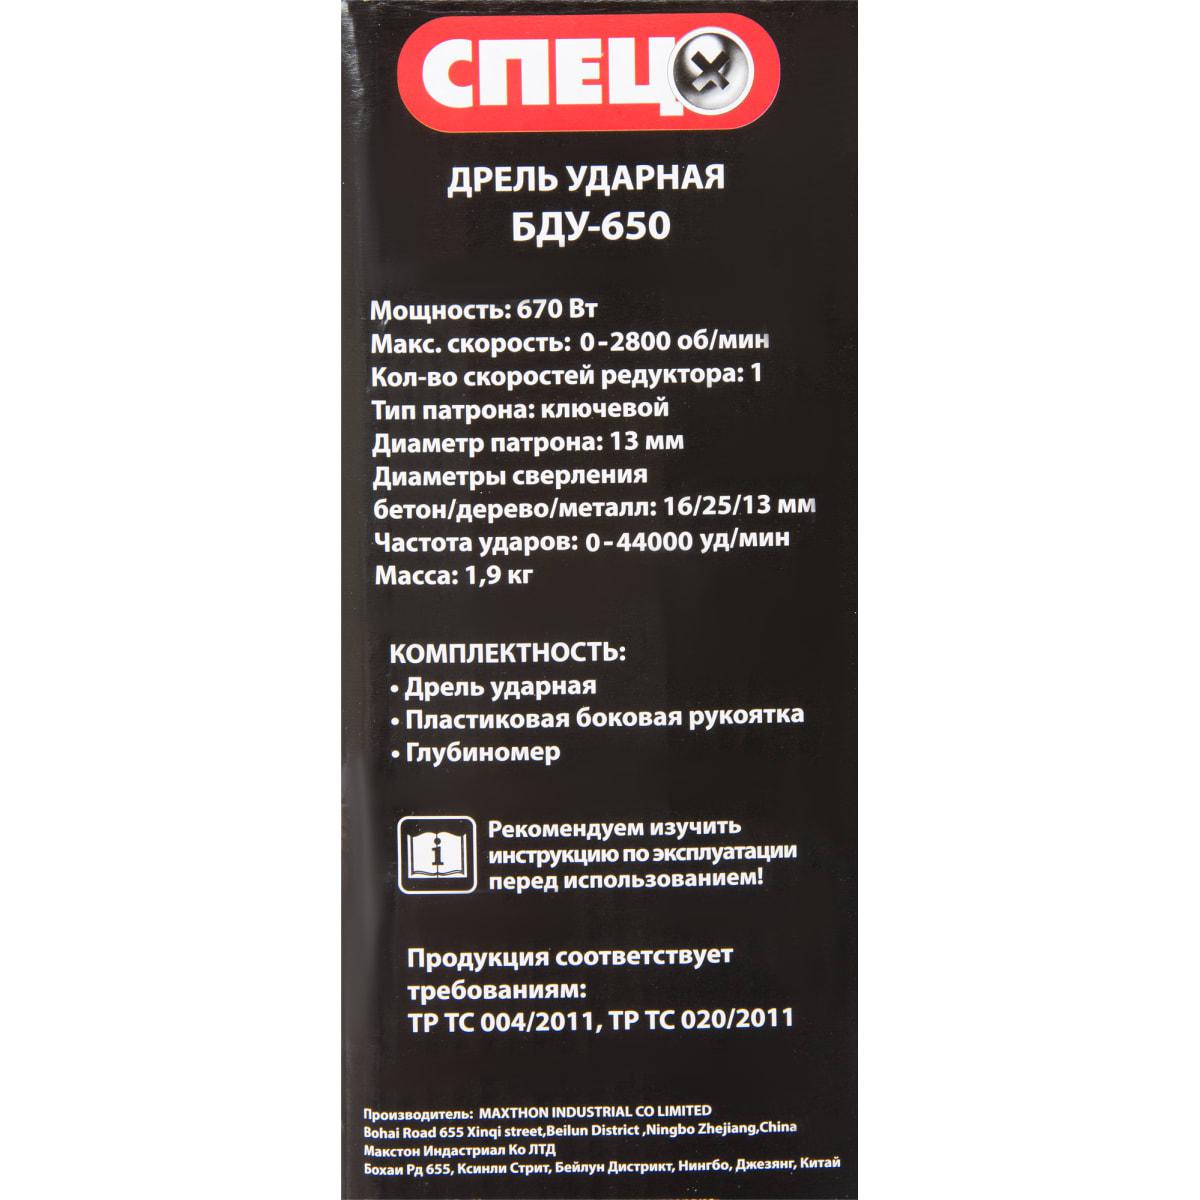 СПЕЦ
ДРЕЛЬ УДАРНАЯ
БДУ-650
Мощность: 670 Вт
Макс. скорость: 0-2800 об/мин
Кол-во скоростей редуктора: 1
Тип патрона: ключевой
Диаметр патрона: 13 мм
Диаметры сверления
бетон/дерево/металл: 16/25/13 мм
Частота ударов: 0-44000 уд/мин
Масса: 1,9 кг
КОМПЛЕКТНОСТЬ:
• Дрель ударная
• Пластиковая боковая рукоятка
• Глубиномер
i
Рекомендуем изучить
инструкцию по эксплуатации
перед использованием!
Продукция соответствует
требованиям:
ТР ТС 004/2011, ТР ТС 020/2011
Производитель: MAXTHON INDUSTRIAL CO LIMITED
Bohai Road 655 Xinqi street,Beilun District ,Ningbo Zhejiang,China
Макстон Индастриал Ко ЛТД
Бохаи Рд 655, Ксинли Стрит, Бейлун Дистрикт, Нингбо, Джезянг, Китай